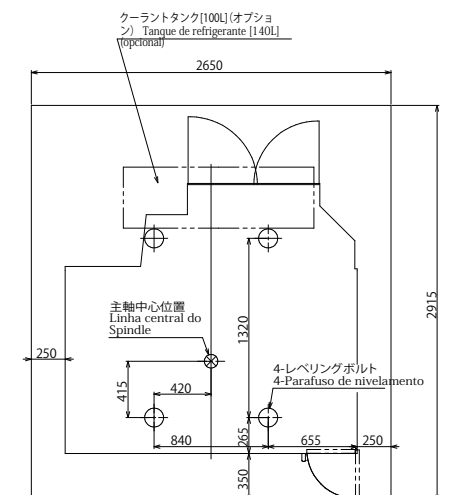 クーラントタンク[100L](オプショ
ン) Tanque de refrigerante [140L]
(opcional)
2650
2915
1320
主軸中心位置
Linha central do
Spindle
250
4-レベリングボルト
4-Parafuso de nivelamento
415
420
840
265
655
250
350